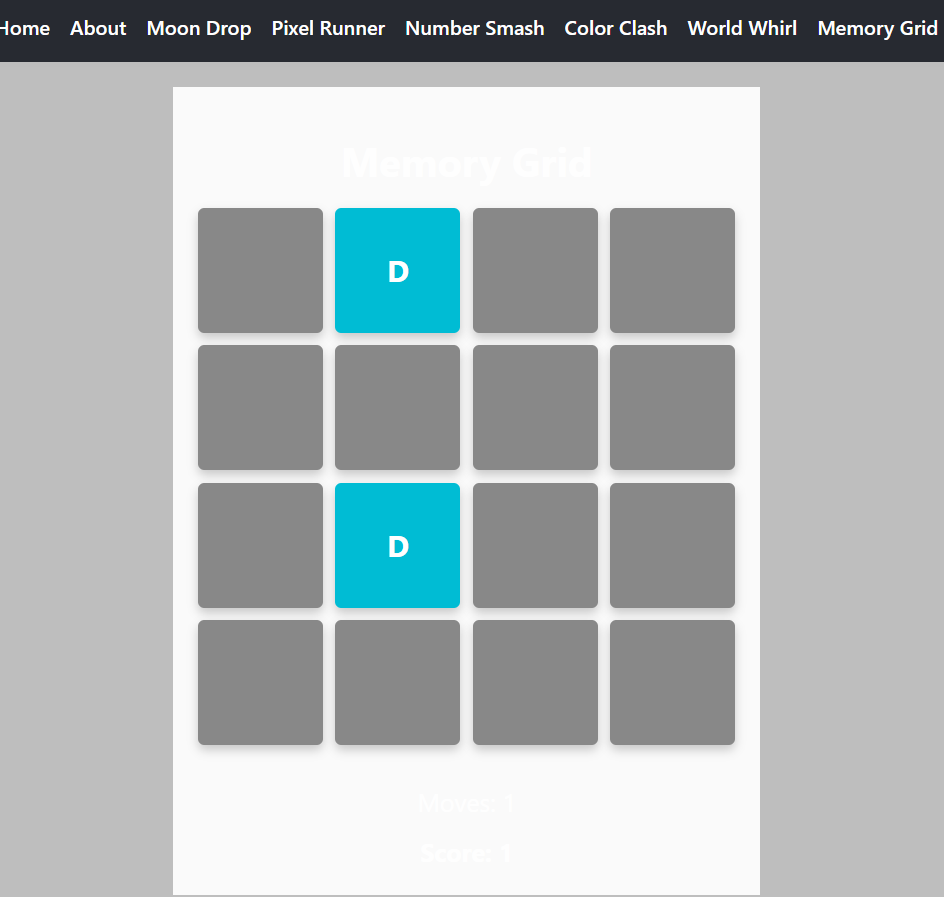 Home About Moon Drop Pixel Runner Number Smash Color Clash World Whirl Memory Grid
Memory Grid
D
D
Moves: 1
Score: 1